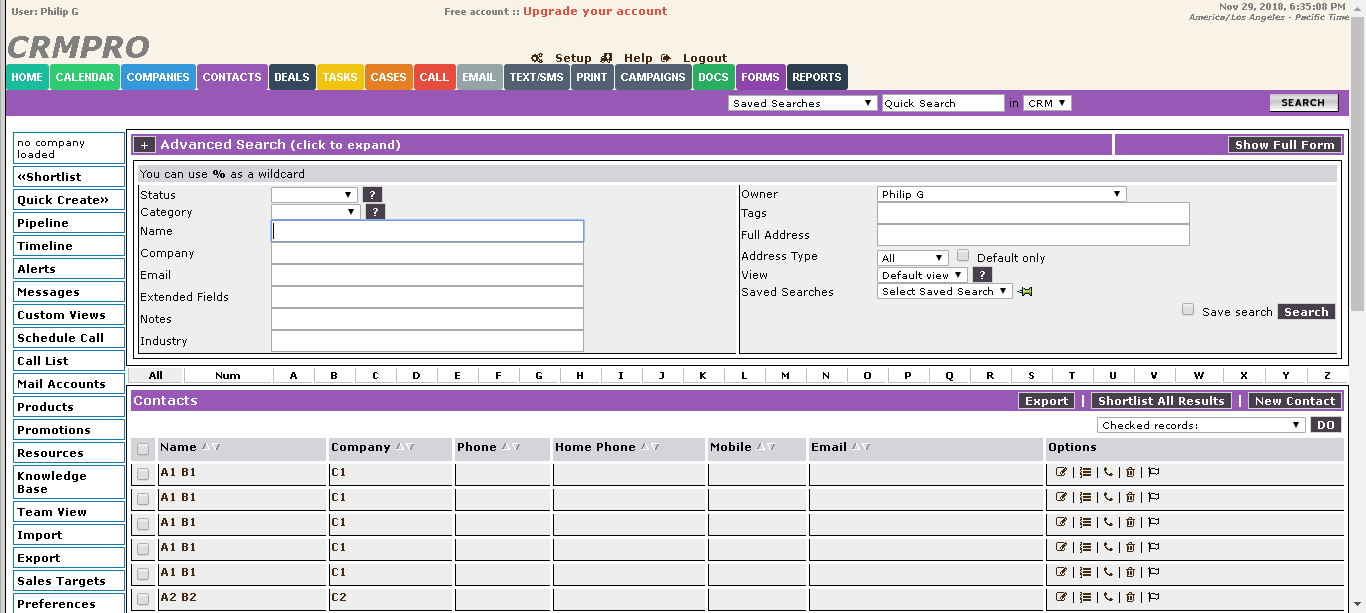 User: Philip G
Free account :: Upgrade your account
Nov 29, 2018, 6:35:08 PM
America/Los Angeles - Pacific Time
CRMPRO
Setup Help Logout
HOME CALENDAR COMPANIES CONTACTS DEALS TASKS CASES CALL EMAIL TEXT/SMS PRINT CAMPAIGNS DOCS FORMS REPORTS
Saved Searches Quick Search in CRM SEARCH
no company
loaded
«Shortlist
Quick Create»
Pipeline
Timeline
Alerts
Messages
Custom Views
Schedule Call
Call List
Mail Accounts
Products
Promotions
Resources
Knowledge
Base
Team View
Import
Export
Sales Targets
Preferences
+ Advanced Search (click to expand) Show Full Form
You can use % as a wildcard
Status ?
Category ?
Name
Company
Email
Extended Fields
Notes
Industry
Owner Philip G
Tags
Full Address
Address Type All Default only
View Default view ?
Saved Searches Select Saved Search
Save search Search
All Num A B C D E F G H I J K L M N O P Q R S T U V W X Y Z
Contacts Export | Shortlist All Results | New Contact
Checked records: DO
Name Company Phone Home Phone Mobile Email Options
A1 B1 C1 | | | |
A1 B1 C1 | | | |
A1 B1 C1 | | | |
A1 B1 C1 | | | |
A1 B1 C1 | | | |
A2 B2 C2 | | | |